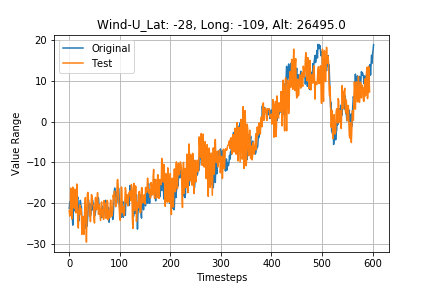 Wind-U_Lat: -28, Long: -109, Alt: 26495.0
Original
Test
Value Range
20
10
0
−10
−20
−30
0 100 200 300 400 500 600
Timesteps